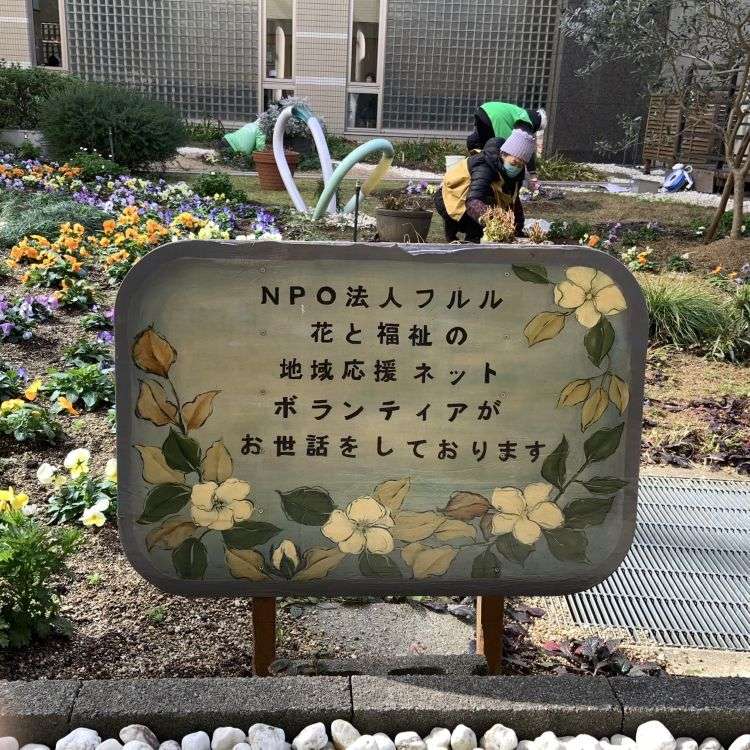 NPO法人フルル
花と福祉の
地域応援ネット
ボランティアが
お世話をしております